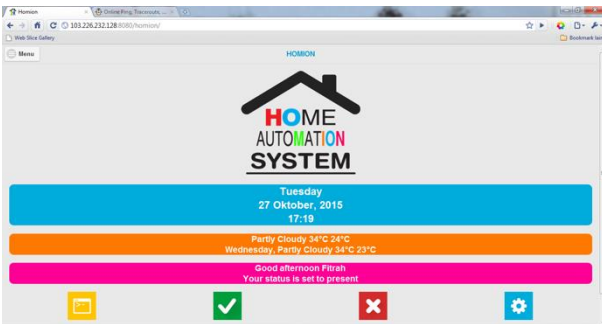 Homion
Online Ping, Traceroute, ...
103.226.232.128:8080/homion/
Web Slice Gallery
Menu
HOMION
HOME
AUTOMATION
SYSTEM
Tuesday
27 Oktober, 2015
17:19
Partly Cloudy 34°C 24°C
Wednesday, Partly Cloudy 34°C 23°C
Good afternoon Fitrah
Your status is set to present